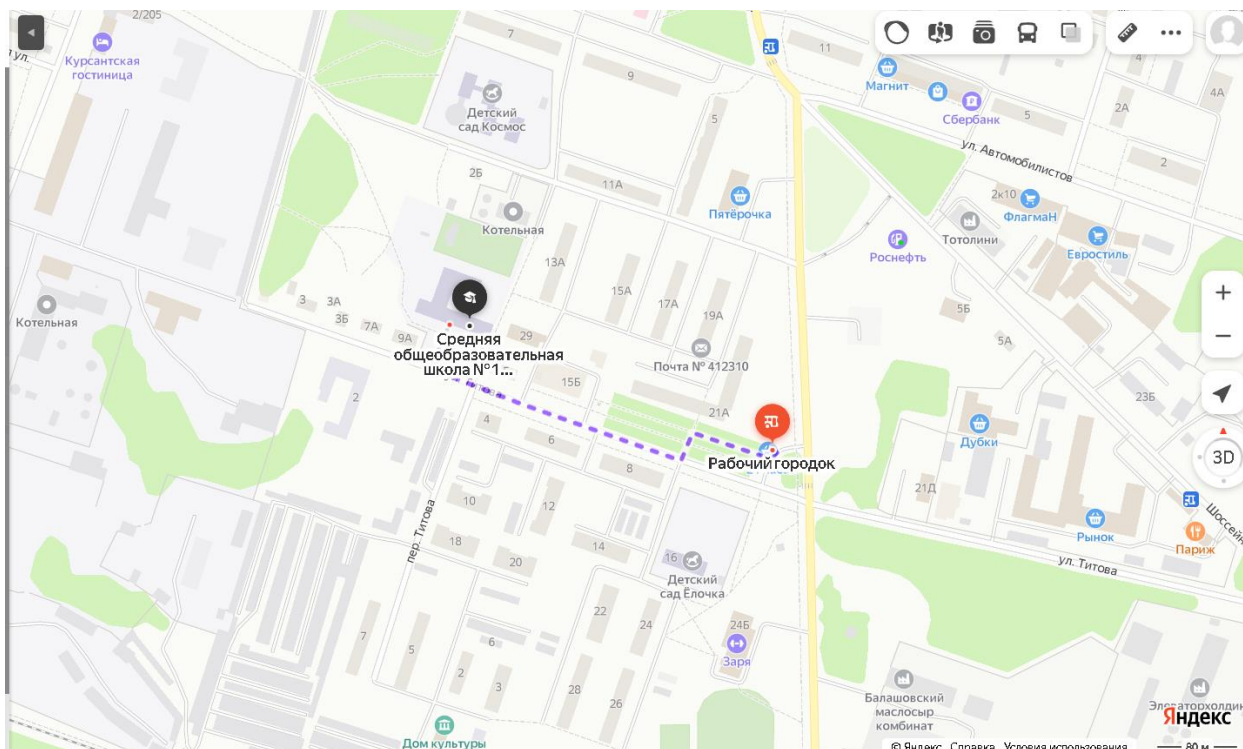 2/205
Курсантская
гостиница
7
11
Магнит
9
Детский
сад Космос
5
Сбербанк
5
4
2А
4А
ул. Автомобилистов
2
2Б
11А
Котельная
Пятёрочка
2к10
ФлагмаН
Тотолини
Евростиль
Роснефть
13А
15А
17А
19А
3
3А
3Б
7А
9А
Котельная
29
Средняя
общеобразовательная
школа №1...
Почта № 412310
5Б
5А
15Б
2
21А
4
6
8
Рабочий городок
23Б
Дубки
3D
21Д
10
12
Рынок
Париж
Шоссейн
пер. Титова
18
20
14
16
Детский
сад Ёлочка
ул. Титова
22
24
24Б
Заря
7
5
6
2
3
28
26
Балашовский
маслосыр
комбинат
Элеваторхолдин
Дом культуры
Яндекс
© Яндекс Справка Условия использования
80 м